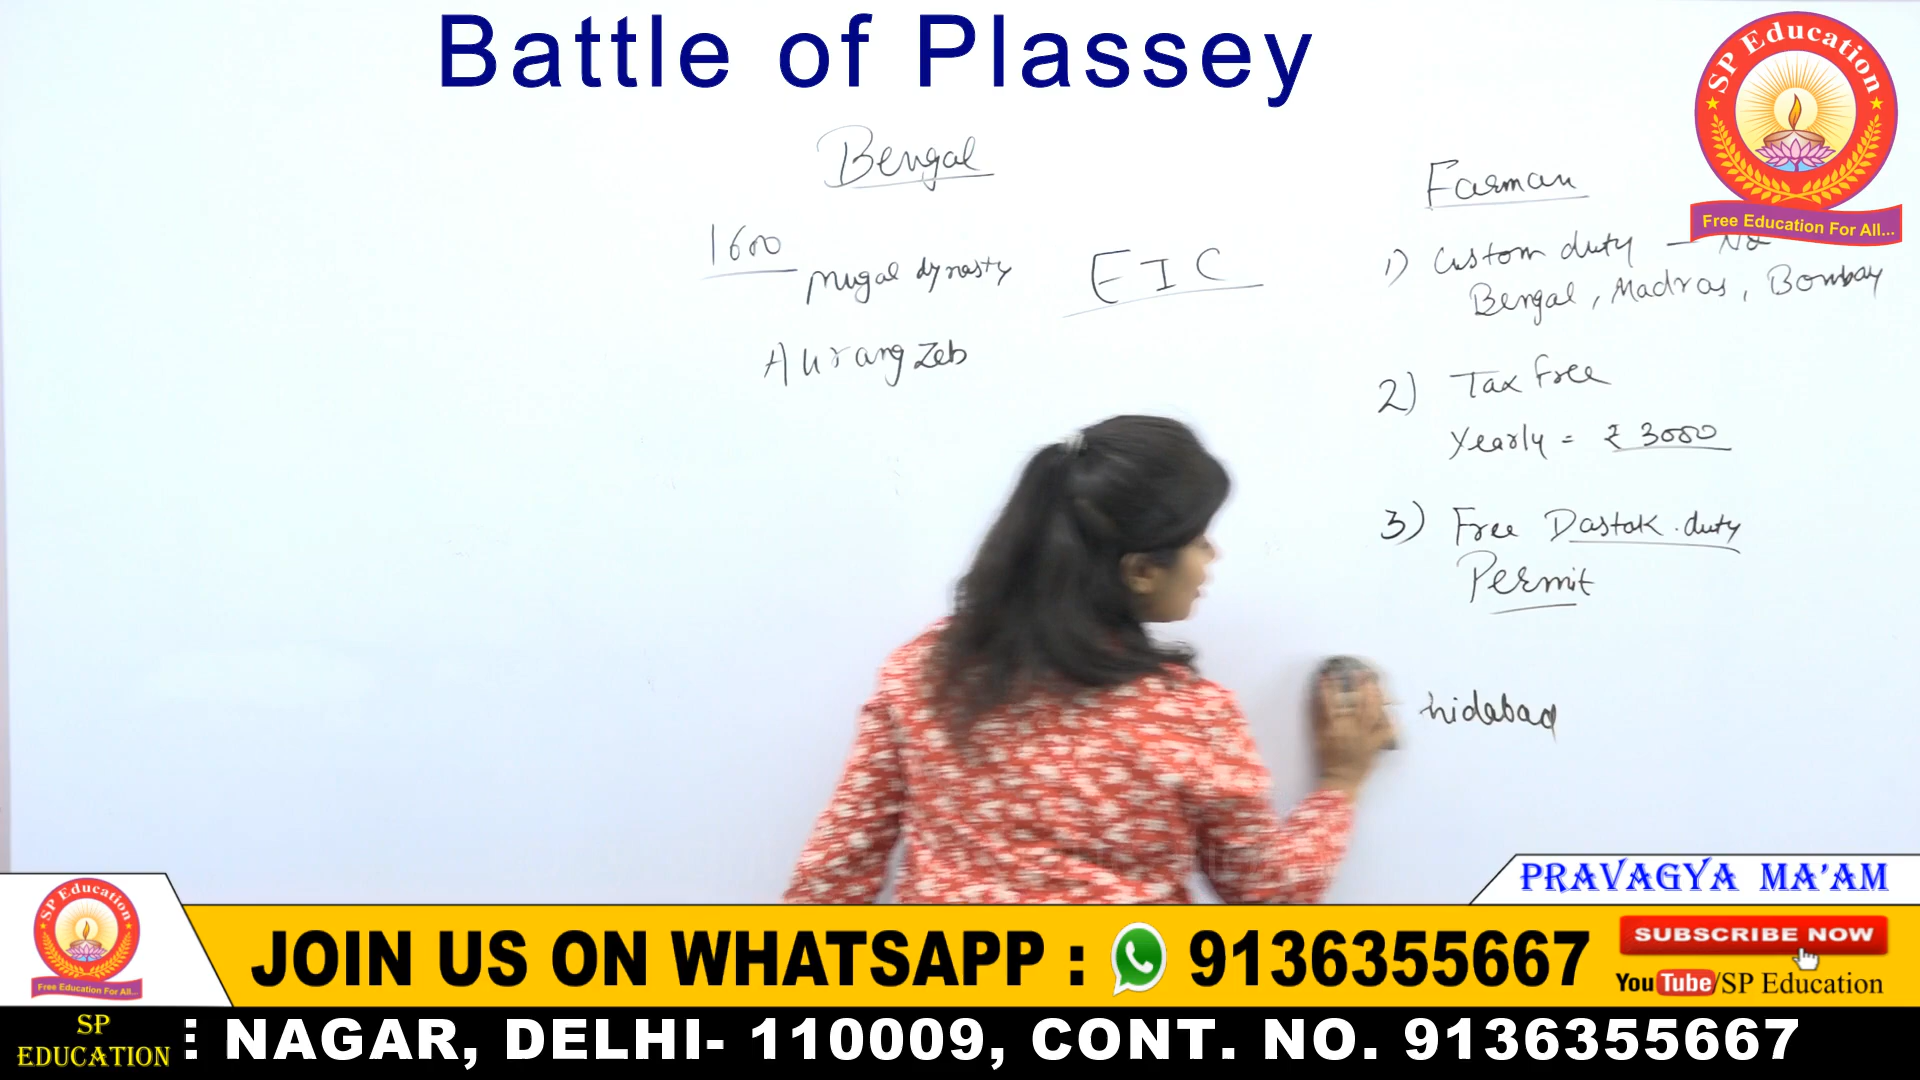 Battle of Plassey
SP Education
Free Education For All...
Bengal
1600
Mugal dynasty
Aurangzeb
EIC
Farman
1) Custom duty - No
Bengal, Madras, Bombay
2) Tax Free
Yearly = ₹ 3000
3) Free Dastak duty
Permit
hidabad
PRAVAGYA MA'AM
SP Education
Free Education For All...
JOIN US ON WHATSAPP : 9136355667
SUBSCRIBE NOW
YouTube/SP Education
SP
EDUCATION
NAGAR, DELHI- 110009, CONT. NO. 9136355667